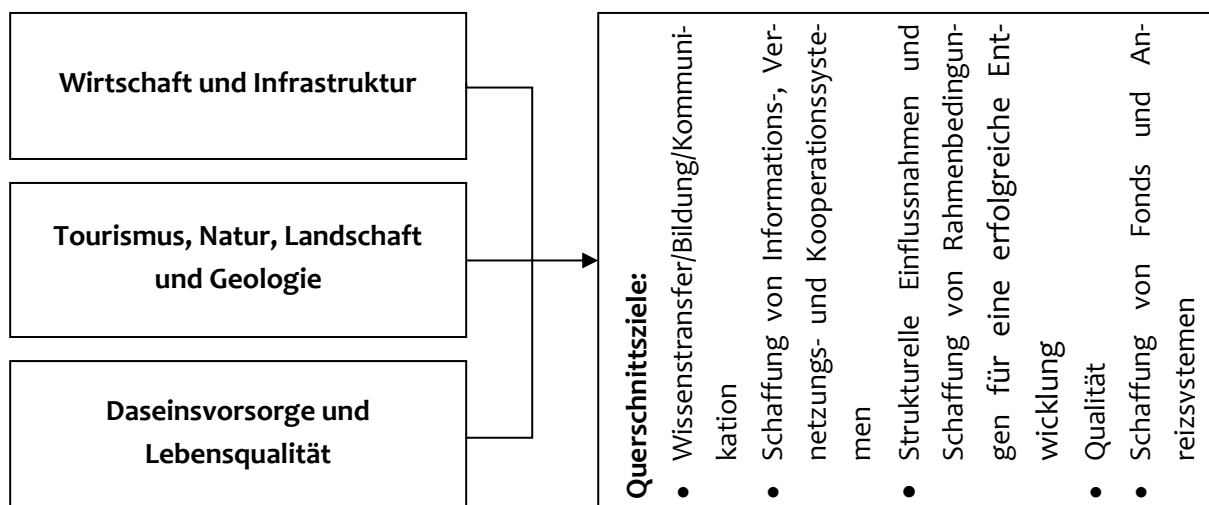 Wirtschaft und Infrastruktur
Tourismus, Natur, Landschaft
und Geologie
Daseinsvorsorge und
Lebensqualität
Querschnittsziele:
• Wissenstransfer/Bildung/Kommuni-
kation
• Schaffung von Informations-, Ver-
netzungs- und Kooperationssyste-
men
• Strukturelle Einflussnahmen und
Schaffung von Rahmenbedingun-
gen für eine erfolgreiche Ent-
wicklung
• Qualität
• Schaffung von Fonds und An-
reizsystemen